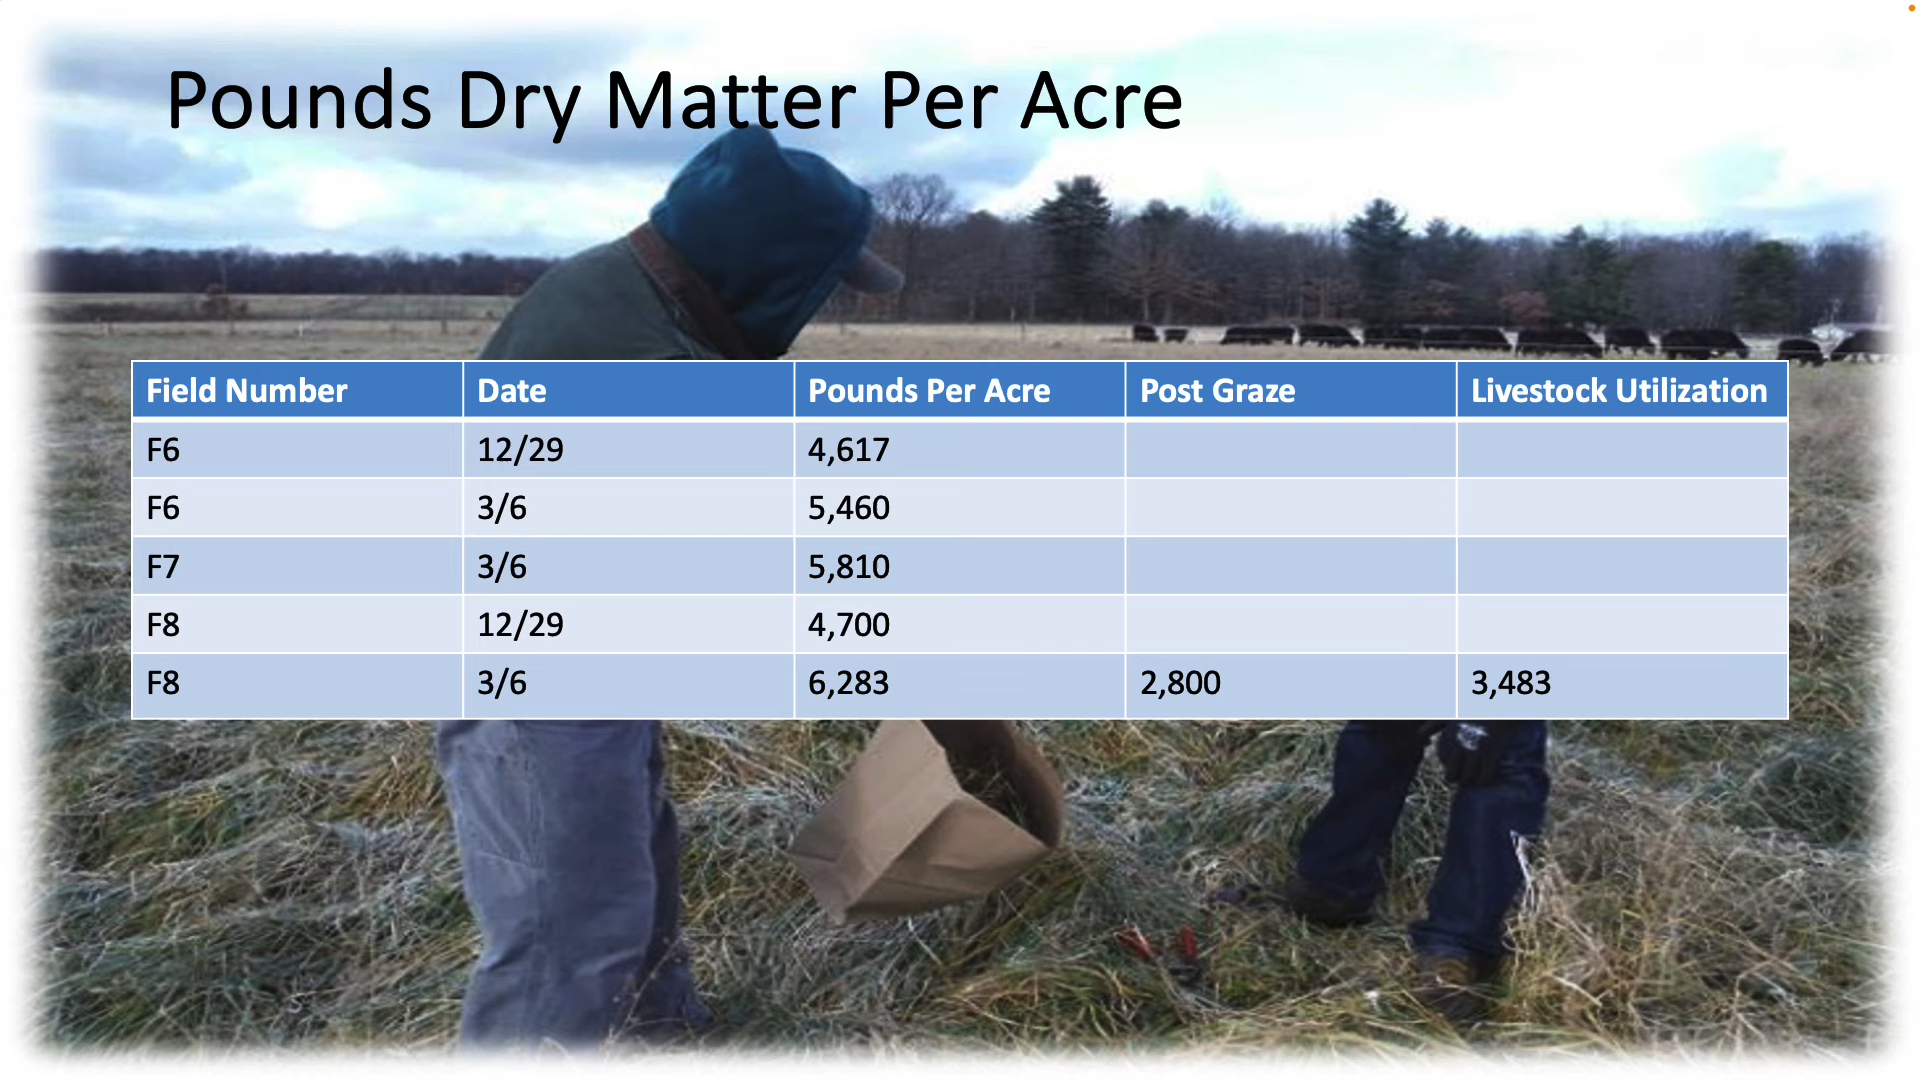 Pounds Dry Matter Per Acre
Field Number Date Pounds Per Acre Post Graze Livestock Utilization
F6 12/29 4,617
F6 3/6 5,460
F7 3/6 5,810
F8 12/29 4,700
F8 3/6 6,283 2,800 3,483